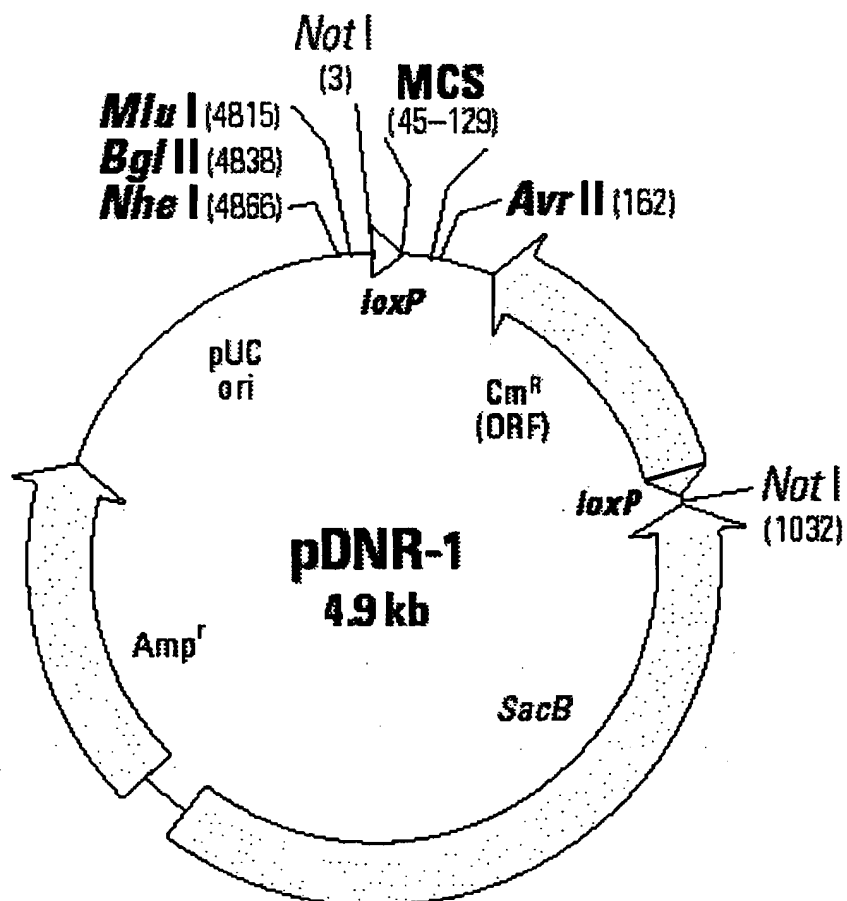 Not I
(3)
MCS
(45–129)
Mlu I (4815)
Bgl II (4838)
Nhe I (4866)
Avr II (162)
loxP
pUC
ori
Cm^R
(ORF)
loxP
Not I
(1032)
pDNR-1
4.9 kb
Amp^r
SacB